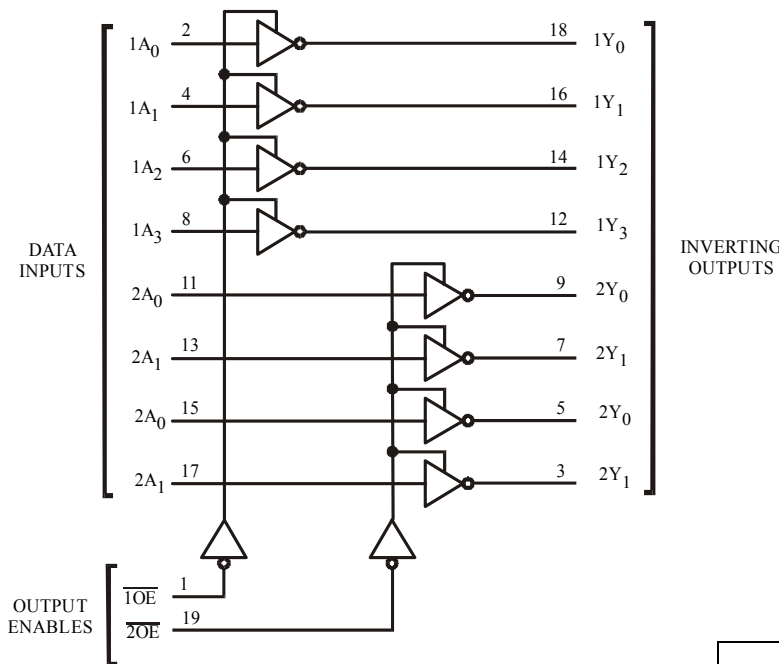 1A0 2 18 1Y0
1A1 4 16 1Y1
1A2 6 14 1Y2
1A3 8 12 1Y3
DATA
INPUTS
INVERTING
OUTPUTS
2A0 11 9 2Y0
2A1 13 7 2Y1
2A0 15 5 2Y0
2A1 17 3 2Y1
OUTPUT
ENABLES
1OE 1
2OE 19